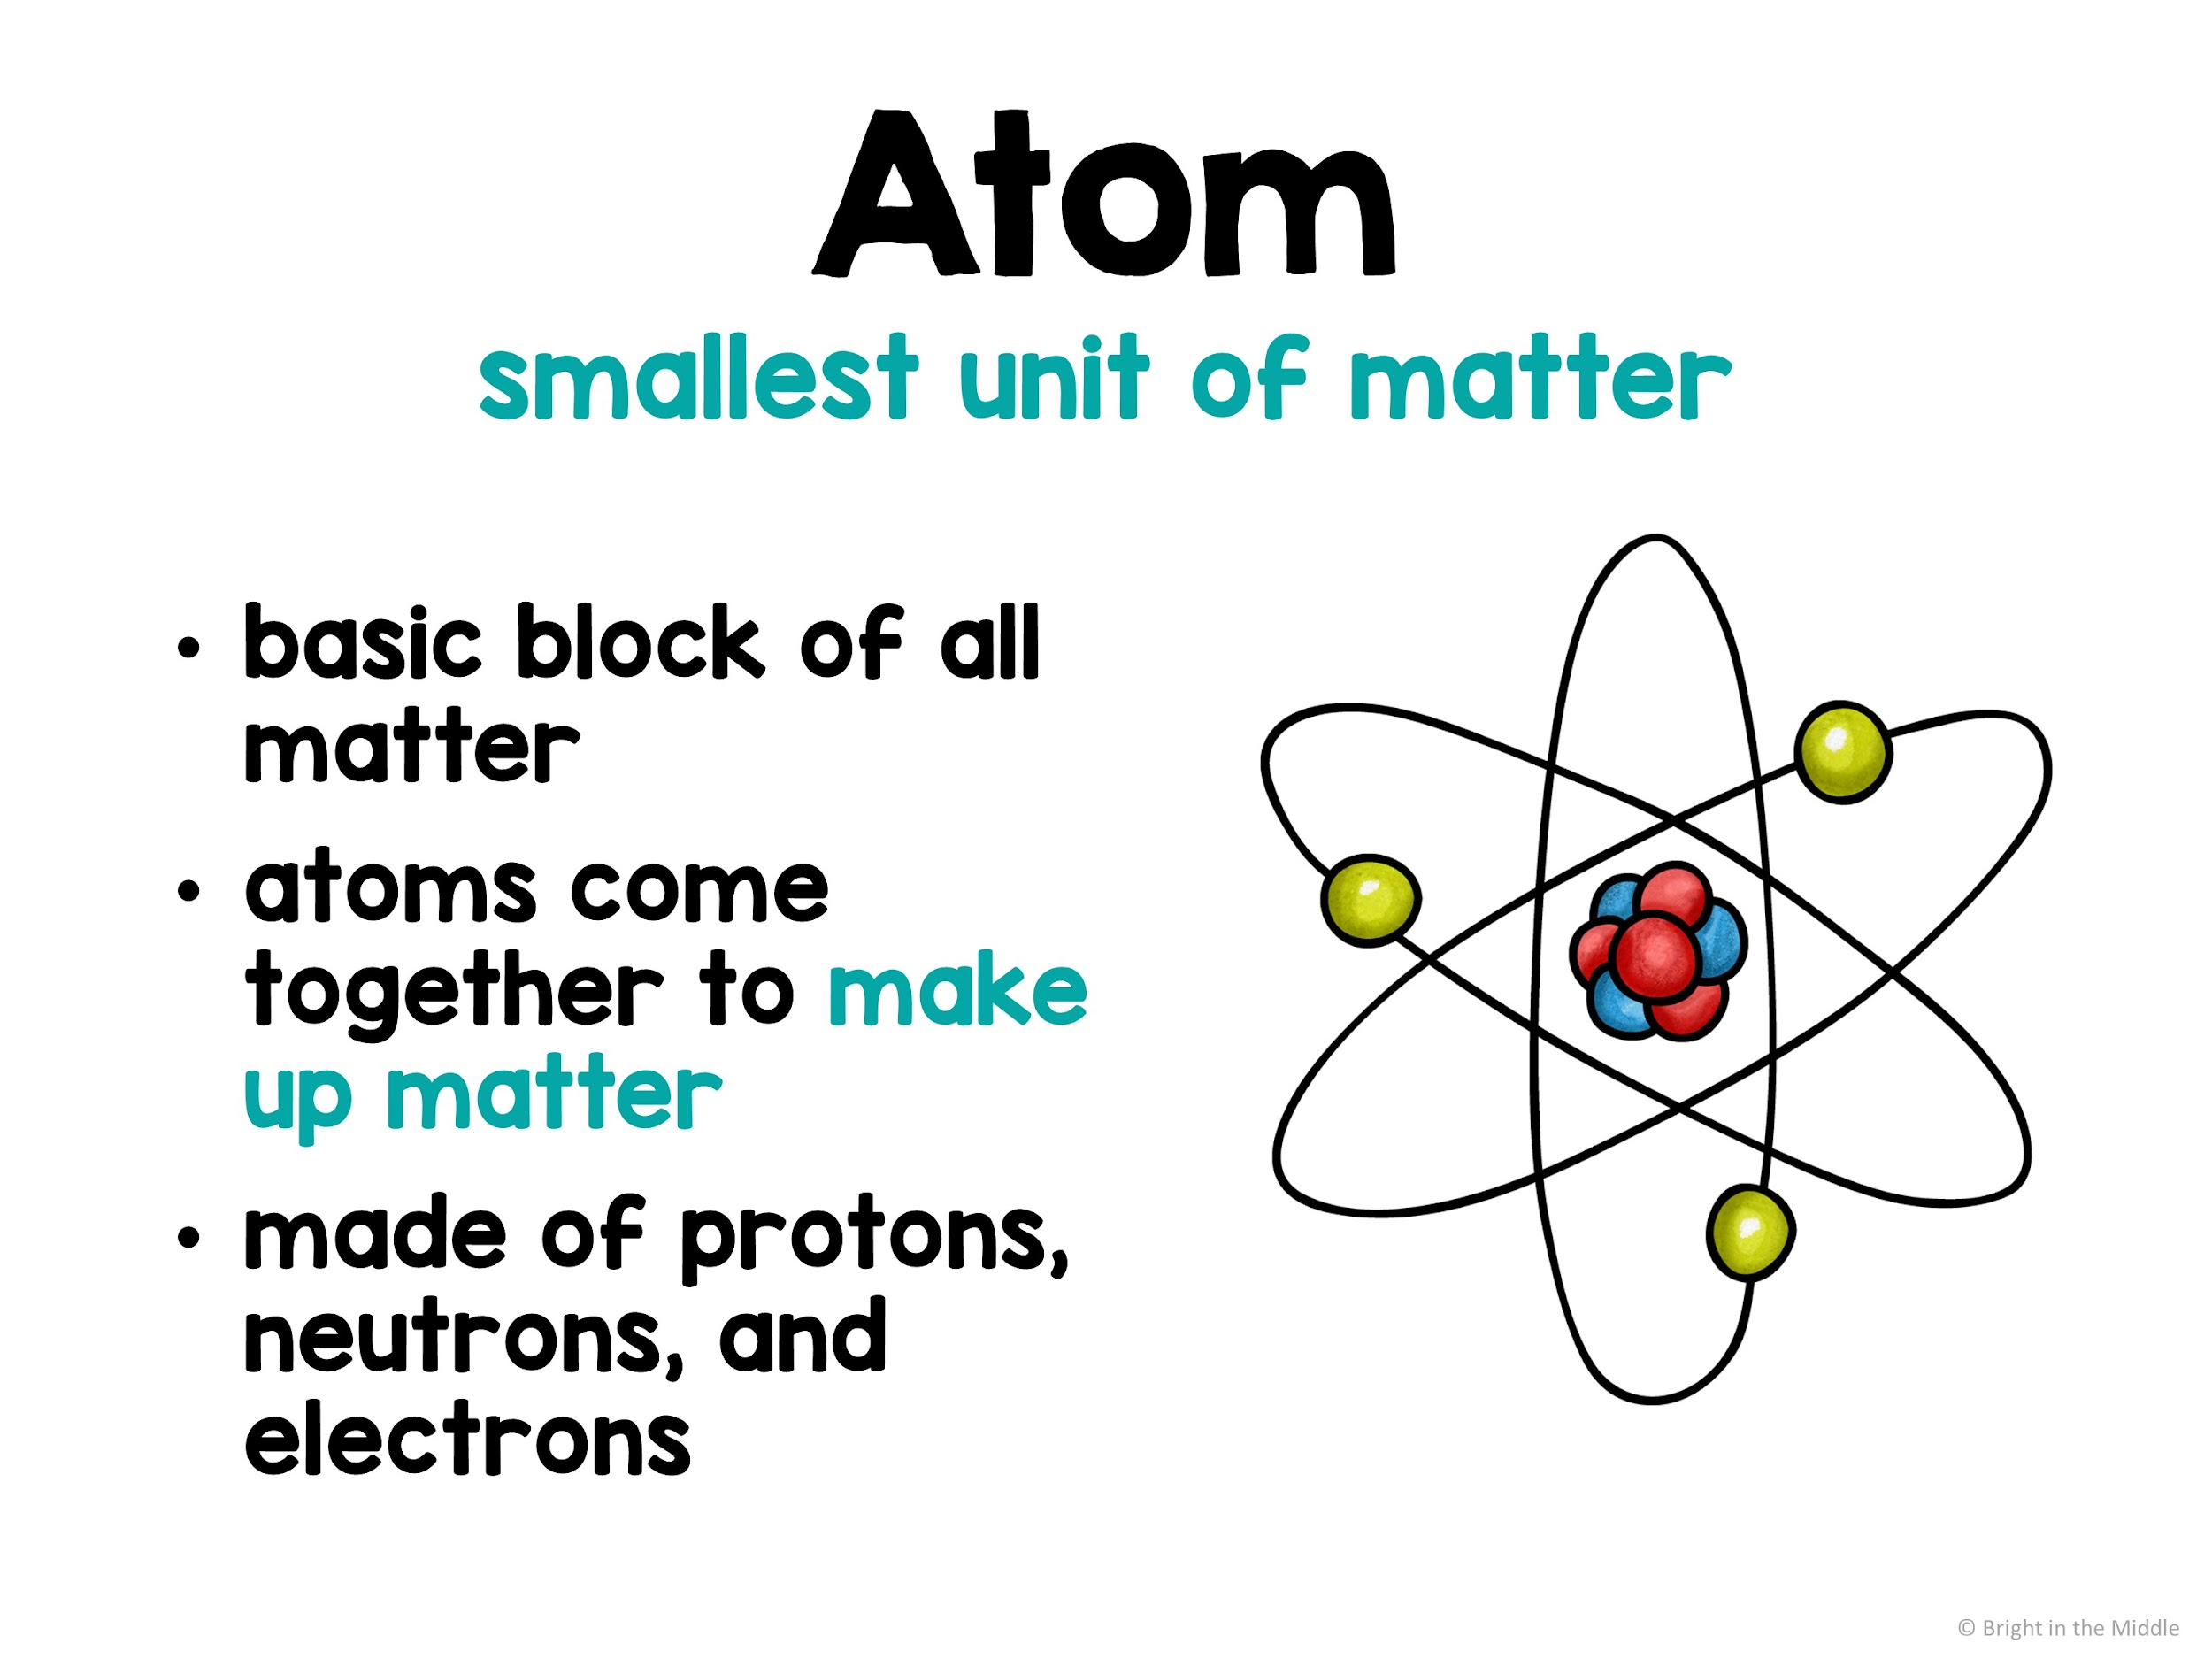 Atom
smallest unit of matter
• basic block of all
matter
• atoms come
together to make
up matter
• made of protons,
neutrons, and
electrons
© Bright in the Middle